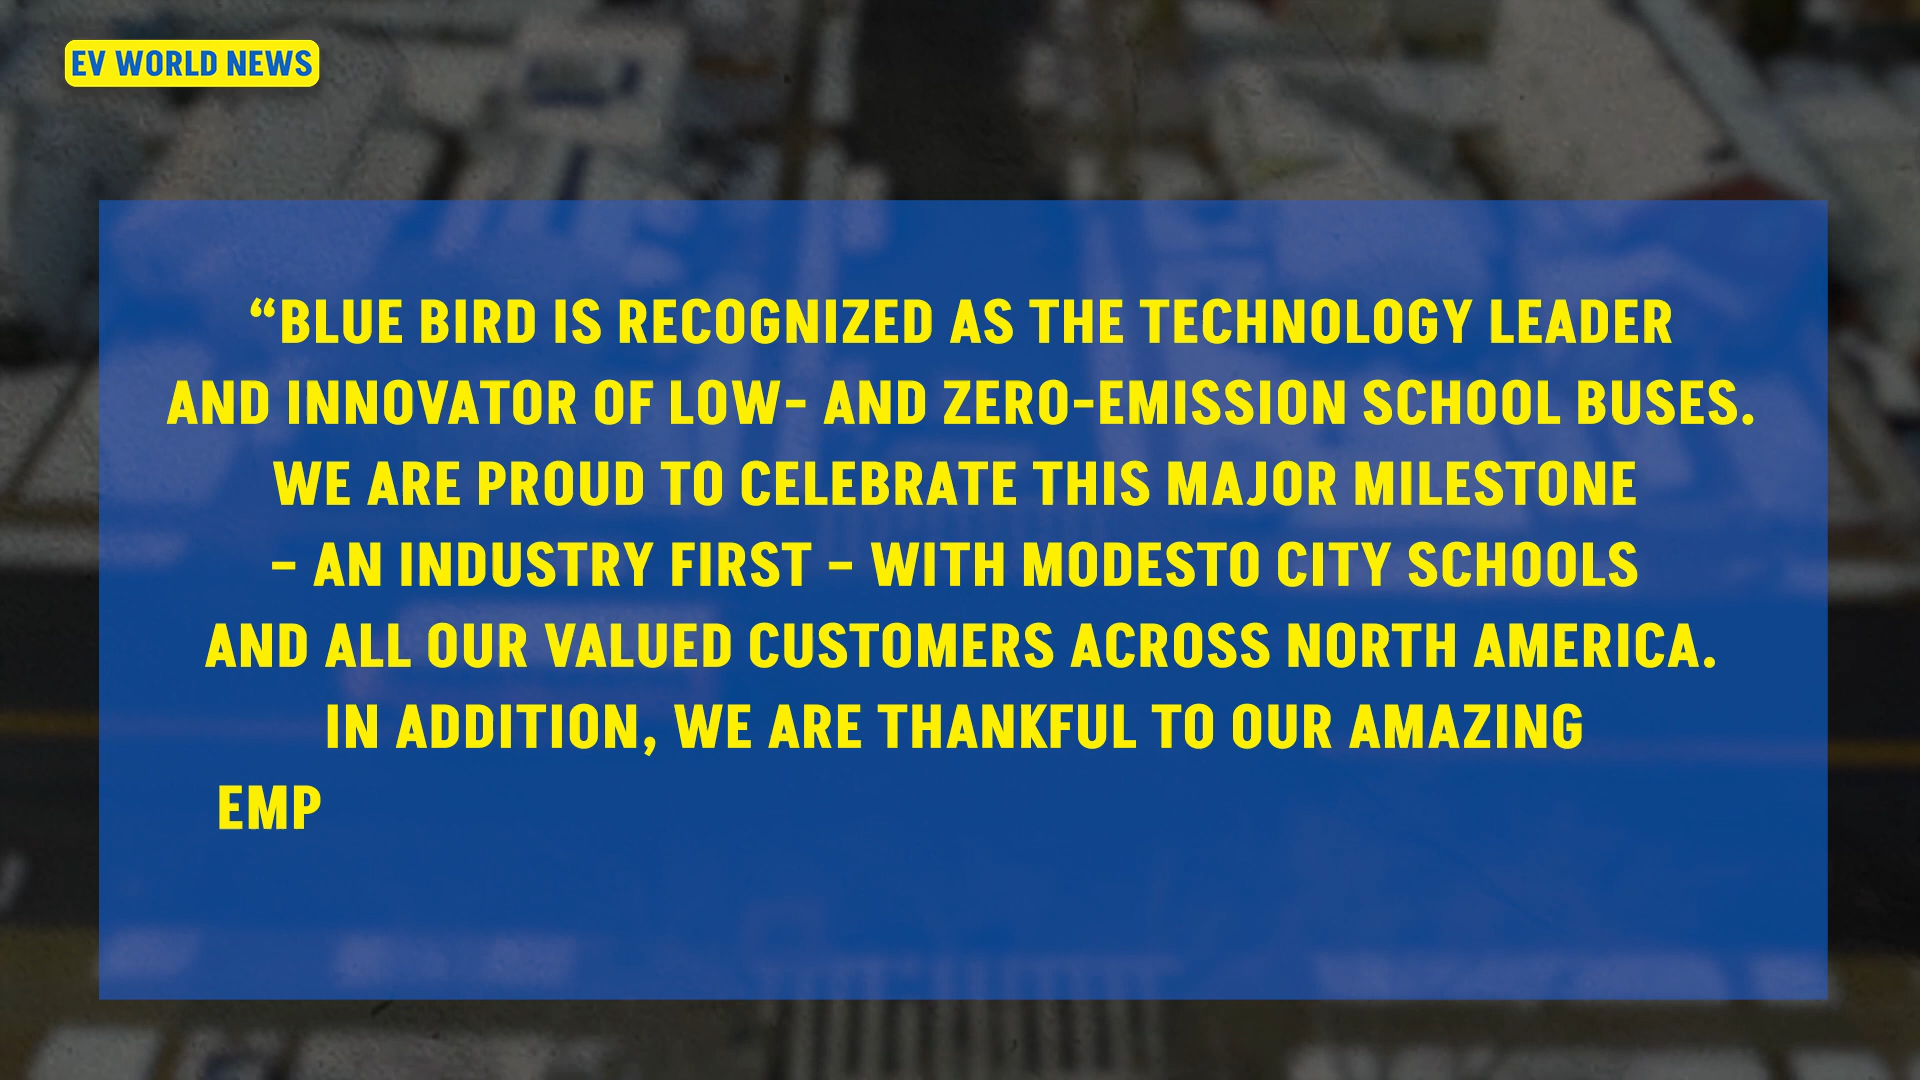 EV WORLD NEWS
“BLUE BIRD IS RECOGNIZED AS THE TECHNOLOGY LEADER
AND INNOVATOR OF LOW- AND ZERO-EMISSION SCHOOL BUSES.
WE ARE PROUD TO CELEBRATE THIS MAJOR MILESTONE
– AN INDUSTRY FIRST – WITH MODESTO CITY SCHOOLS
AND ALL OUR VALUED CUSTOMERS ACROSS NORTH AMERICA.
IN ADDITION, WE ARE THANKFUL TO OUR AMAZING
EMP